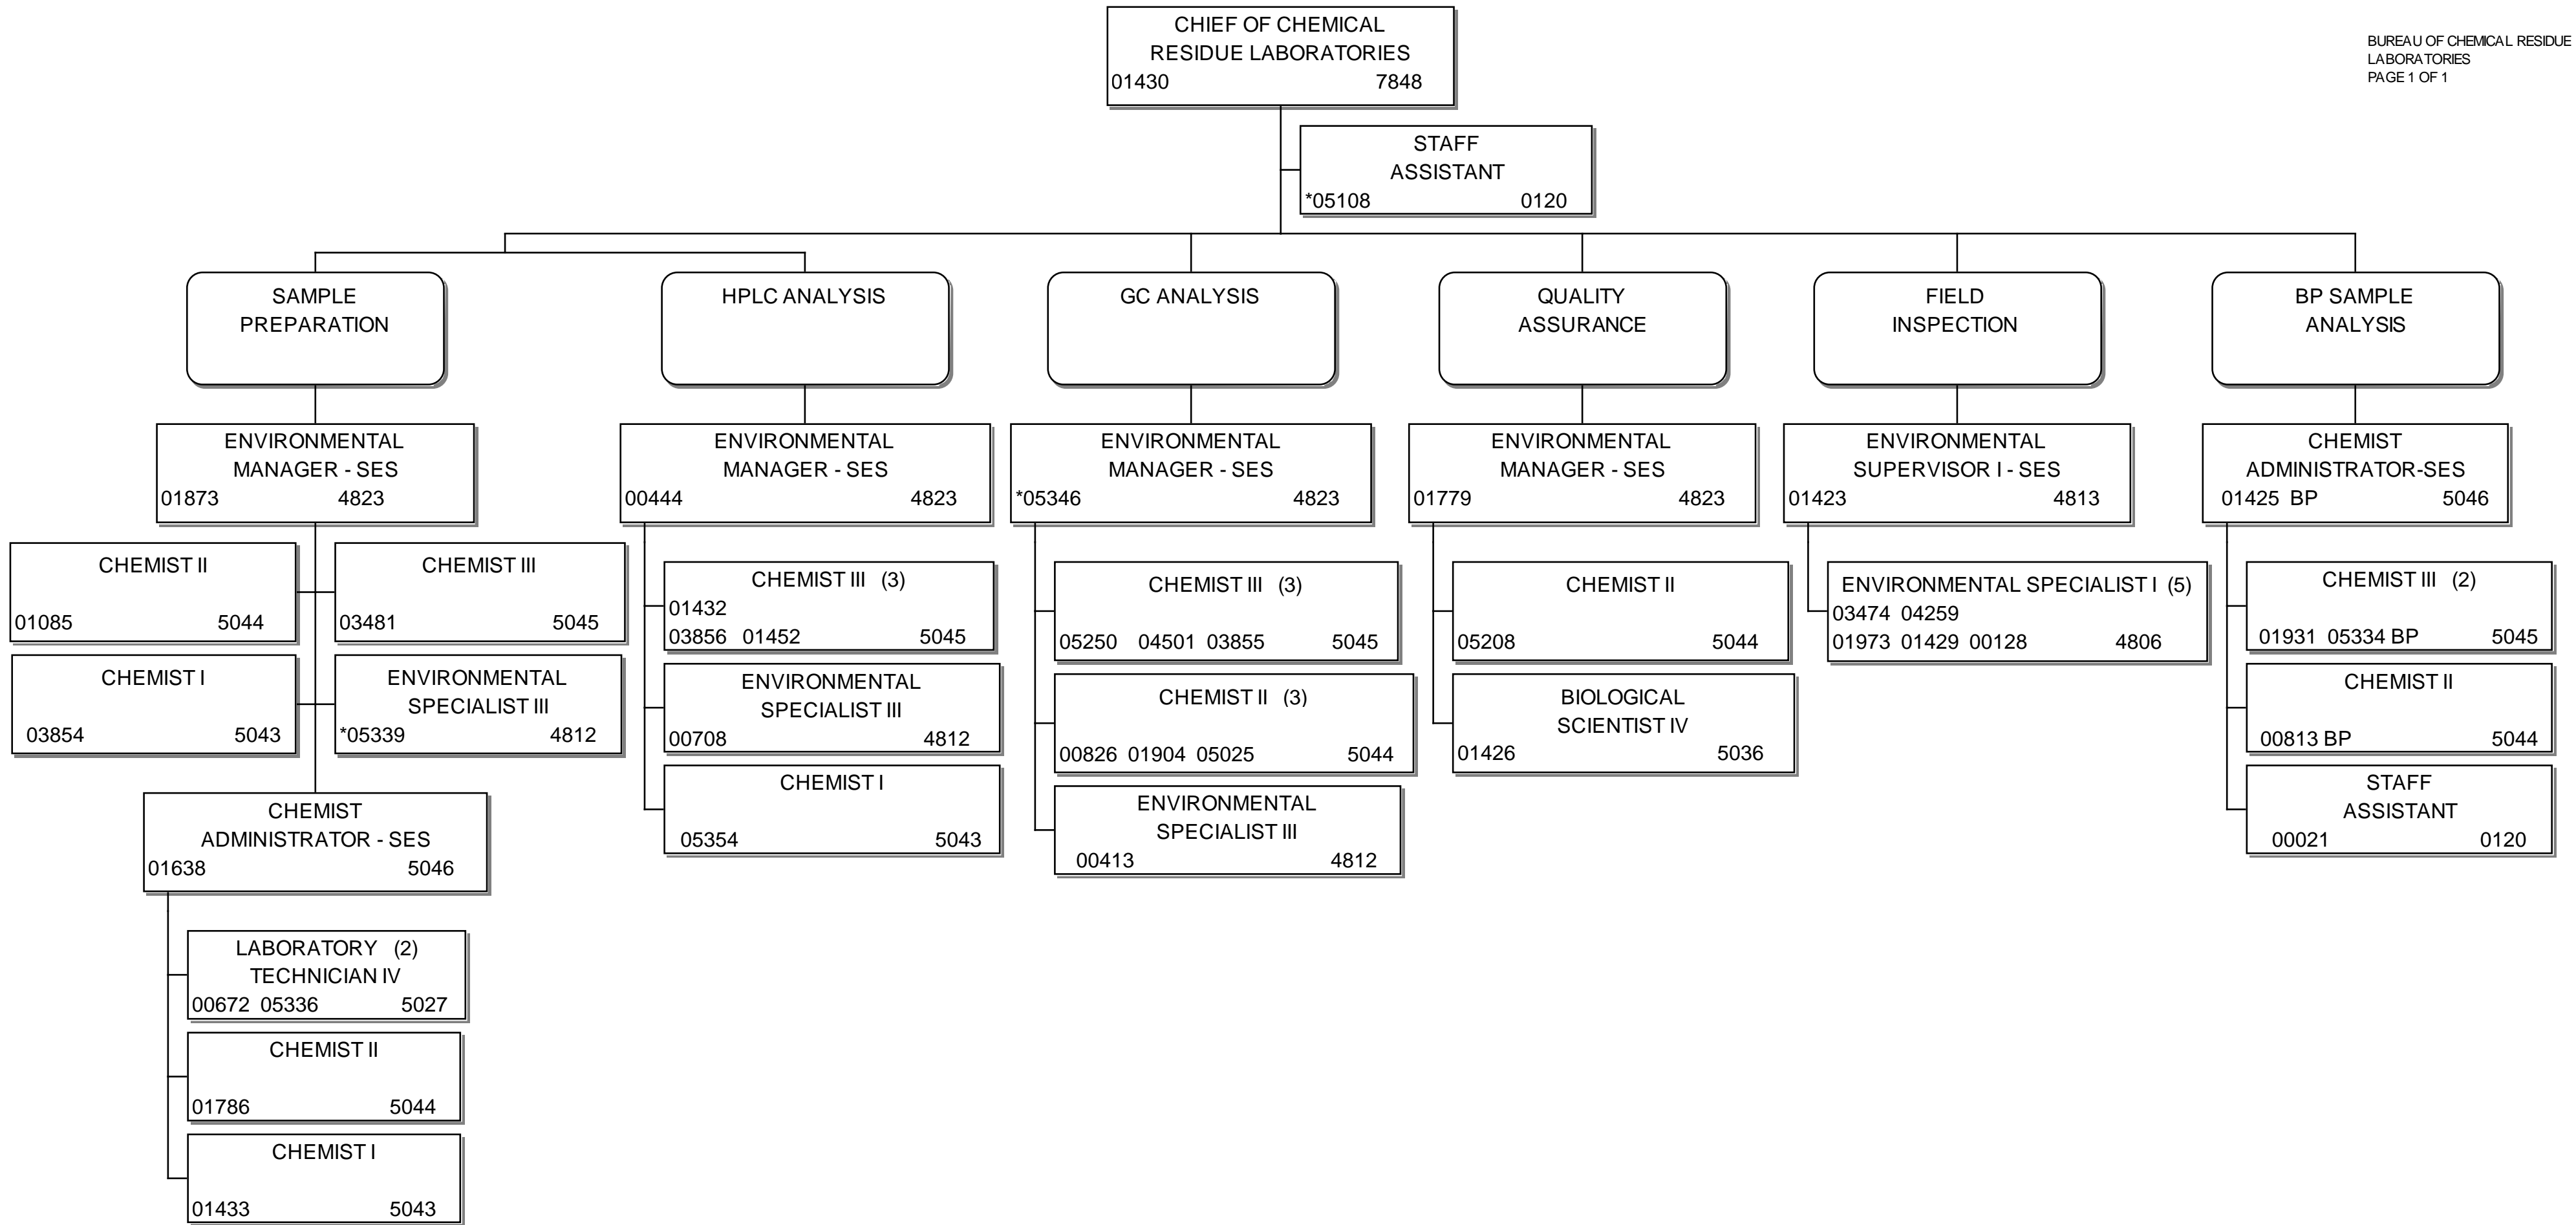 CHIEF OF CHEMICAL
RESIDUE LABORATORIES
01430 7848
BUREAU OF CHEMICAL RESIDUE
LABORATORIES
PAGE 1 OF 1
STAFF
ASSISTANT
*05108 0120
SAMPLE
PREPARATION
HPLC ANALYSIS
GC ANALYSIS
QUALITY
ASSURANCE
FIELD
INSPECTION
BP SAMPLE
ANALYSIS
ENVIRONMENTAL
MANAGER - SES
01873 4823
CHEMIST II
01085 5044
CHEMIST III
03481 5045
CHEMIST I
03854 5043
ENVIRONMENTAL
SPECIALIST III
*05339 4812
CHEMIST
ADMINISTRATOR - SES
01638 5046
LABORATORY (2)
TECHNICIAN IV
00672 05336 5027
CHEMIST II
01786 5044
CHEMIST I
01433 5043
ENVIRONMENTAL
MANAGER - SES
00444 4823
CHEMIST III (3)
01432
03856 01452 5045
ENVIRONMENTAL
SPECIALIST III
00708 4812
CHEMIST I
05354 5043
ENVIRONMENTAL
MANAGER - SES
*05346 4823
CHEMIST III (3)
05250 04501 03855 5045
CHEMIST II (3)
00826 01904 05025 5044
ENVIRONMENTAL
SPECIALIST III
00413 4812
ENVIRONMENTAL
MANAGER - SES
01779 4823
CHEMIST II
05208 5044
BIOLOGICAL
SCIENTIST IV
01426 5036
ENVIRONMENTAL
SUPERVISOR I - SES
01423 4813
ENVIRONMENTAL SPECIALIST I (5)
03474 04259
01973 01429 00128 4806
CHEMIST
ADMINISTRATOR-SES
01425 BP 5046
CHEMIST III (2)
01931 05334 BP 5045
CHEMIST II
00813 BP 5044
STAFF
ASSISTANT
00021 0120